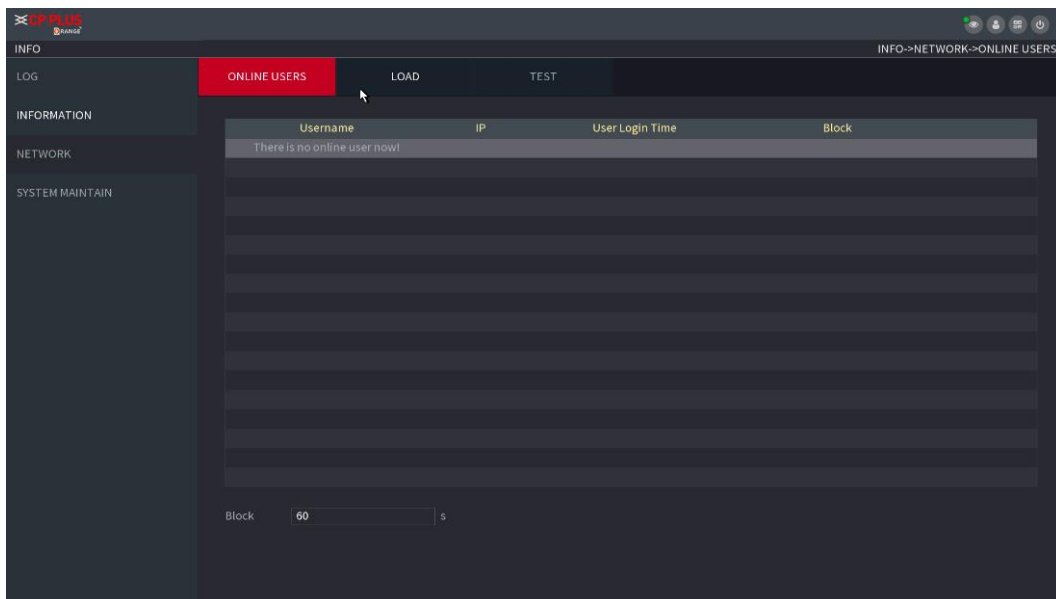 CP PLUS
ORANGE
INFO
INFO->NETWORK->ONLINE USERS
LOG
INFORMATION
NETWORK
SYSTEM MAINTAIN
ONLINE USERS LOAD TEST
Username IP User Login Time Block
There is no online user now!
Block 60 s